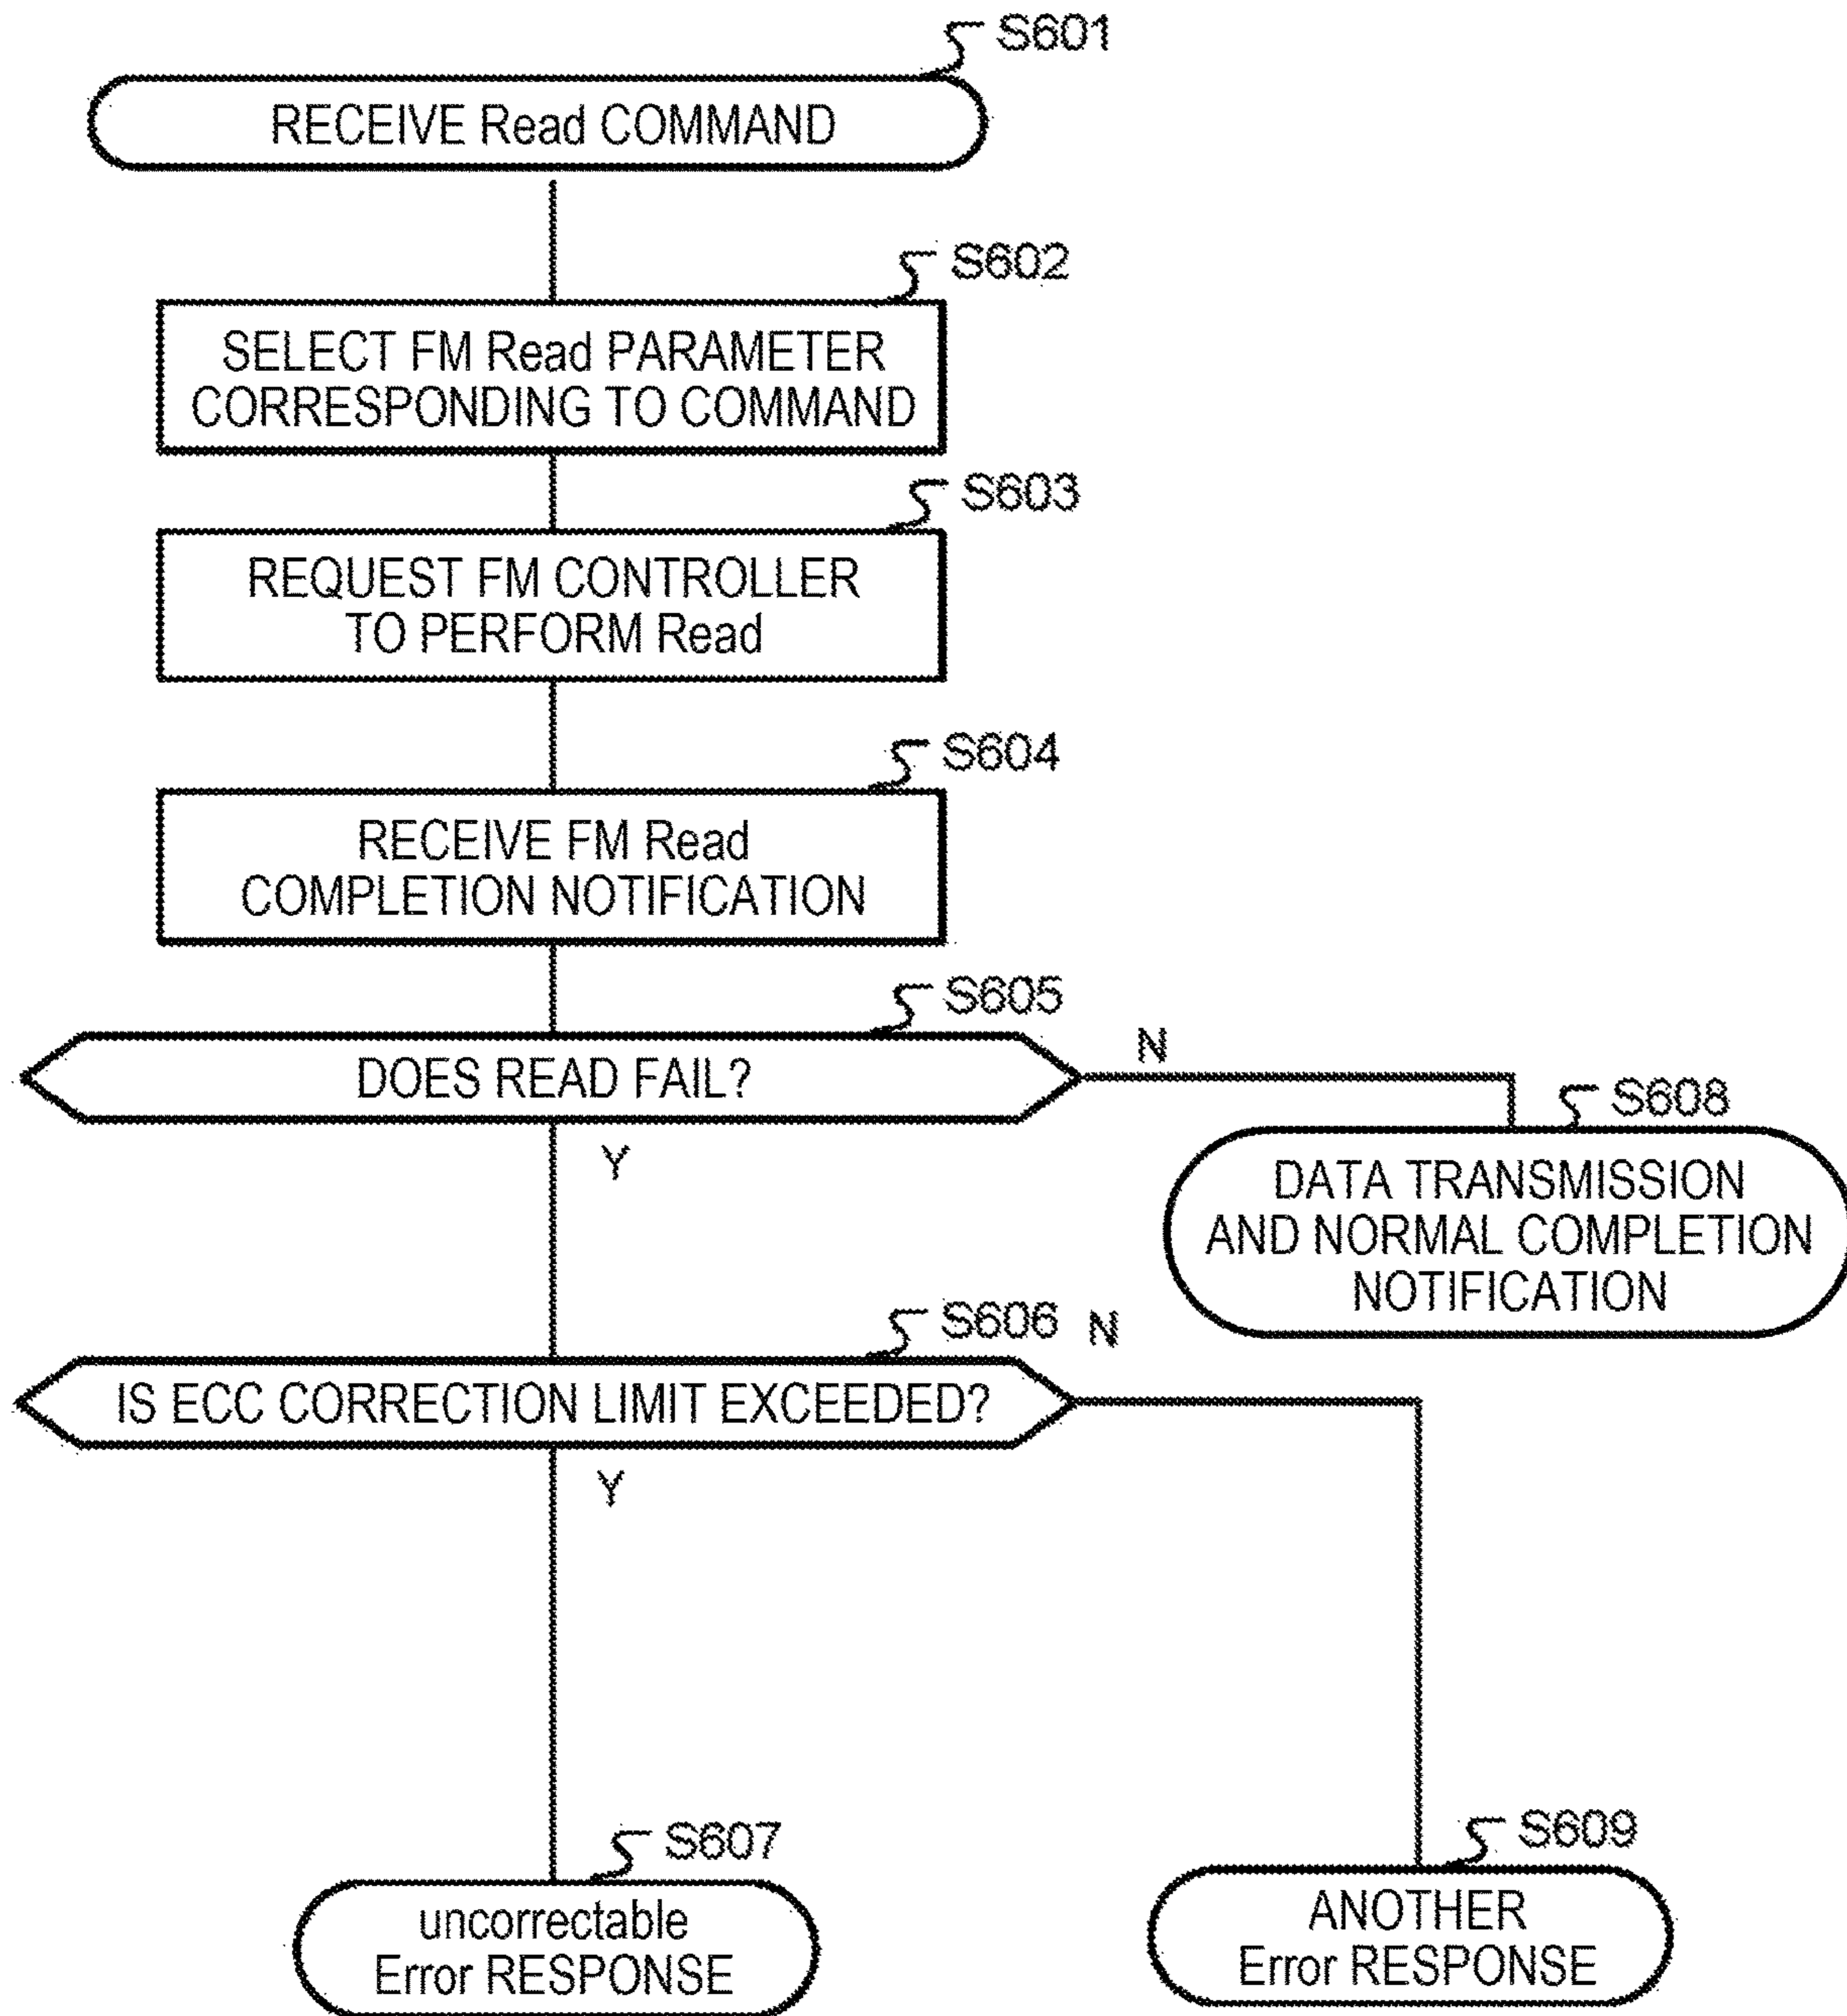 S601
RECEIVE Read COMMAND
S602
SELECT FM Read PARAMETER
CORRESPONDING TO COMMAND
S603
REQUEST FM CONTROLLER
TO PERFORM Read
S604
RECEIVE FM Read
COMPLETION NOTIFICATION
S605
DOES READ FAIL?
N
Y
S608
DATA TRANSMISSION
AND NORMAL COMPLETION
NOTIFICATION
S606
N
IS ECC CORRECTION LIMIT EXCEEDED?
Y
S607
uncorrectable
Error RESPONSE
S609
ANOTHER
Error RESPONSE